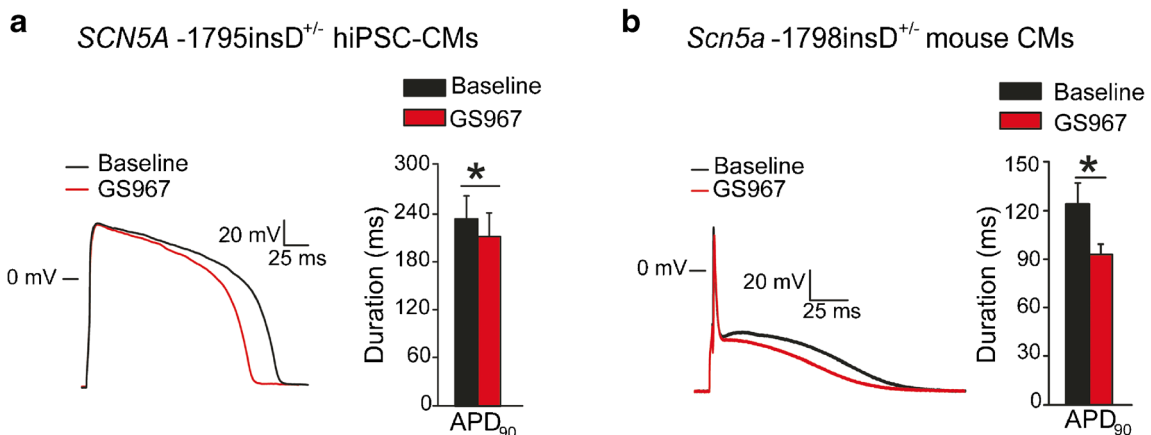 a
SCN5A -1795insD+/- hiPSC-CMs
Baseline
GS967
Baseline
GS967
20 mV
25 ms
0 mV
Duration (ms)
300
240
180
120
60
0
*
APD90
b
Scn5a -1798insD+/- mouse CMs
Baseline
GS967
Baseline
GS967
0 mV
20 mV
25 ms
Duration (ms)
150
120
90
60
30
0
*
APD90